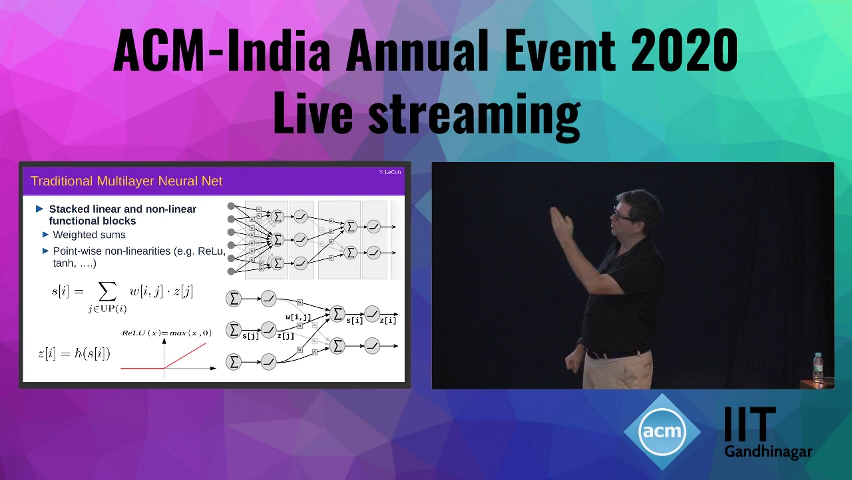 ACM-India Annual Event 2020
Live streaming
Y. LeCun
Traditional Multilayer Neural Net
Stacked linear and non-linear
functional blocks
Weighted sums
Point-wise non-linearities (e.g. ReLu,
tanh, ….)
s[i] = ∑ w[i, j] · z[j]
j∈UP(i)
ReLU (x)=max(x,0)
z[i] = h(s[i])
w[i,j]
s[j] z[j]
s[i] z[i]
acm
IIT
Gandhinagar